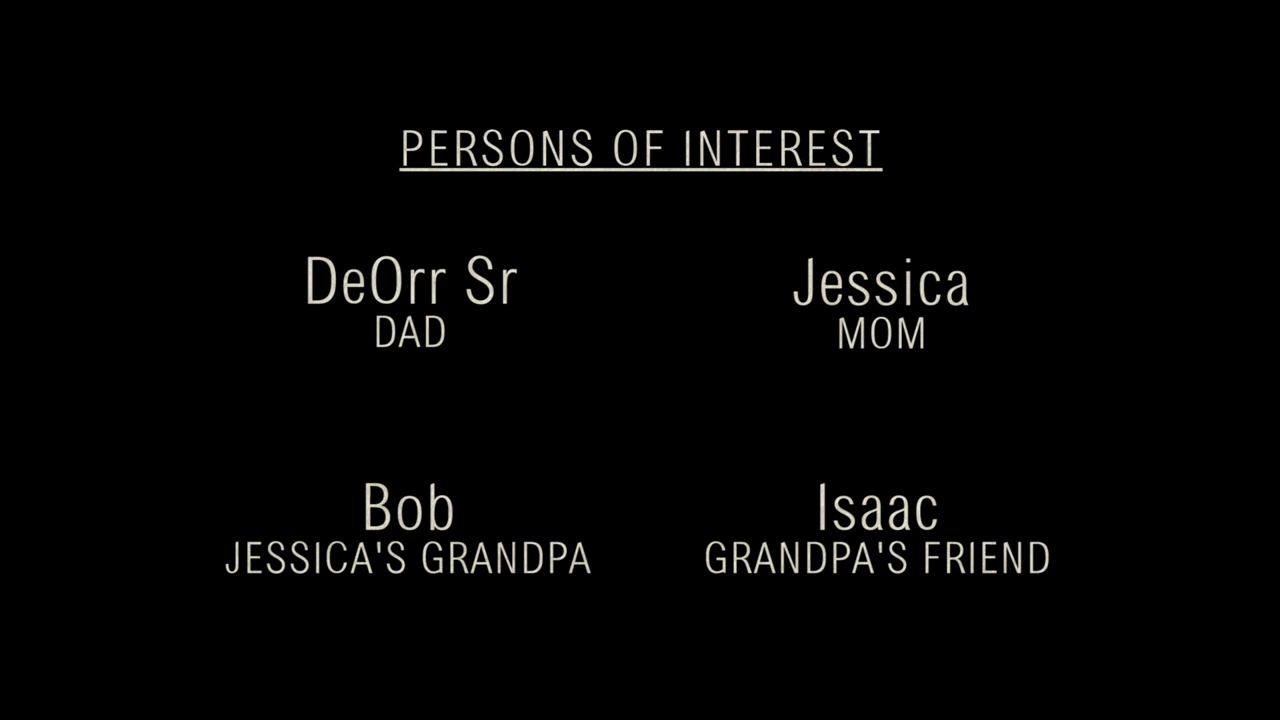 PERSONS OF INTEREST
DeOrr Sr
DAD
Jessica
MOM
Bob
JESSICA'S GRANDPA
Isaac
GRANDPA'S FRIEND